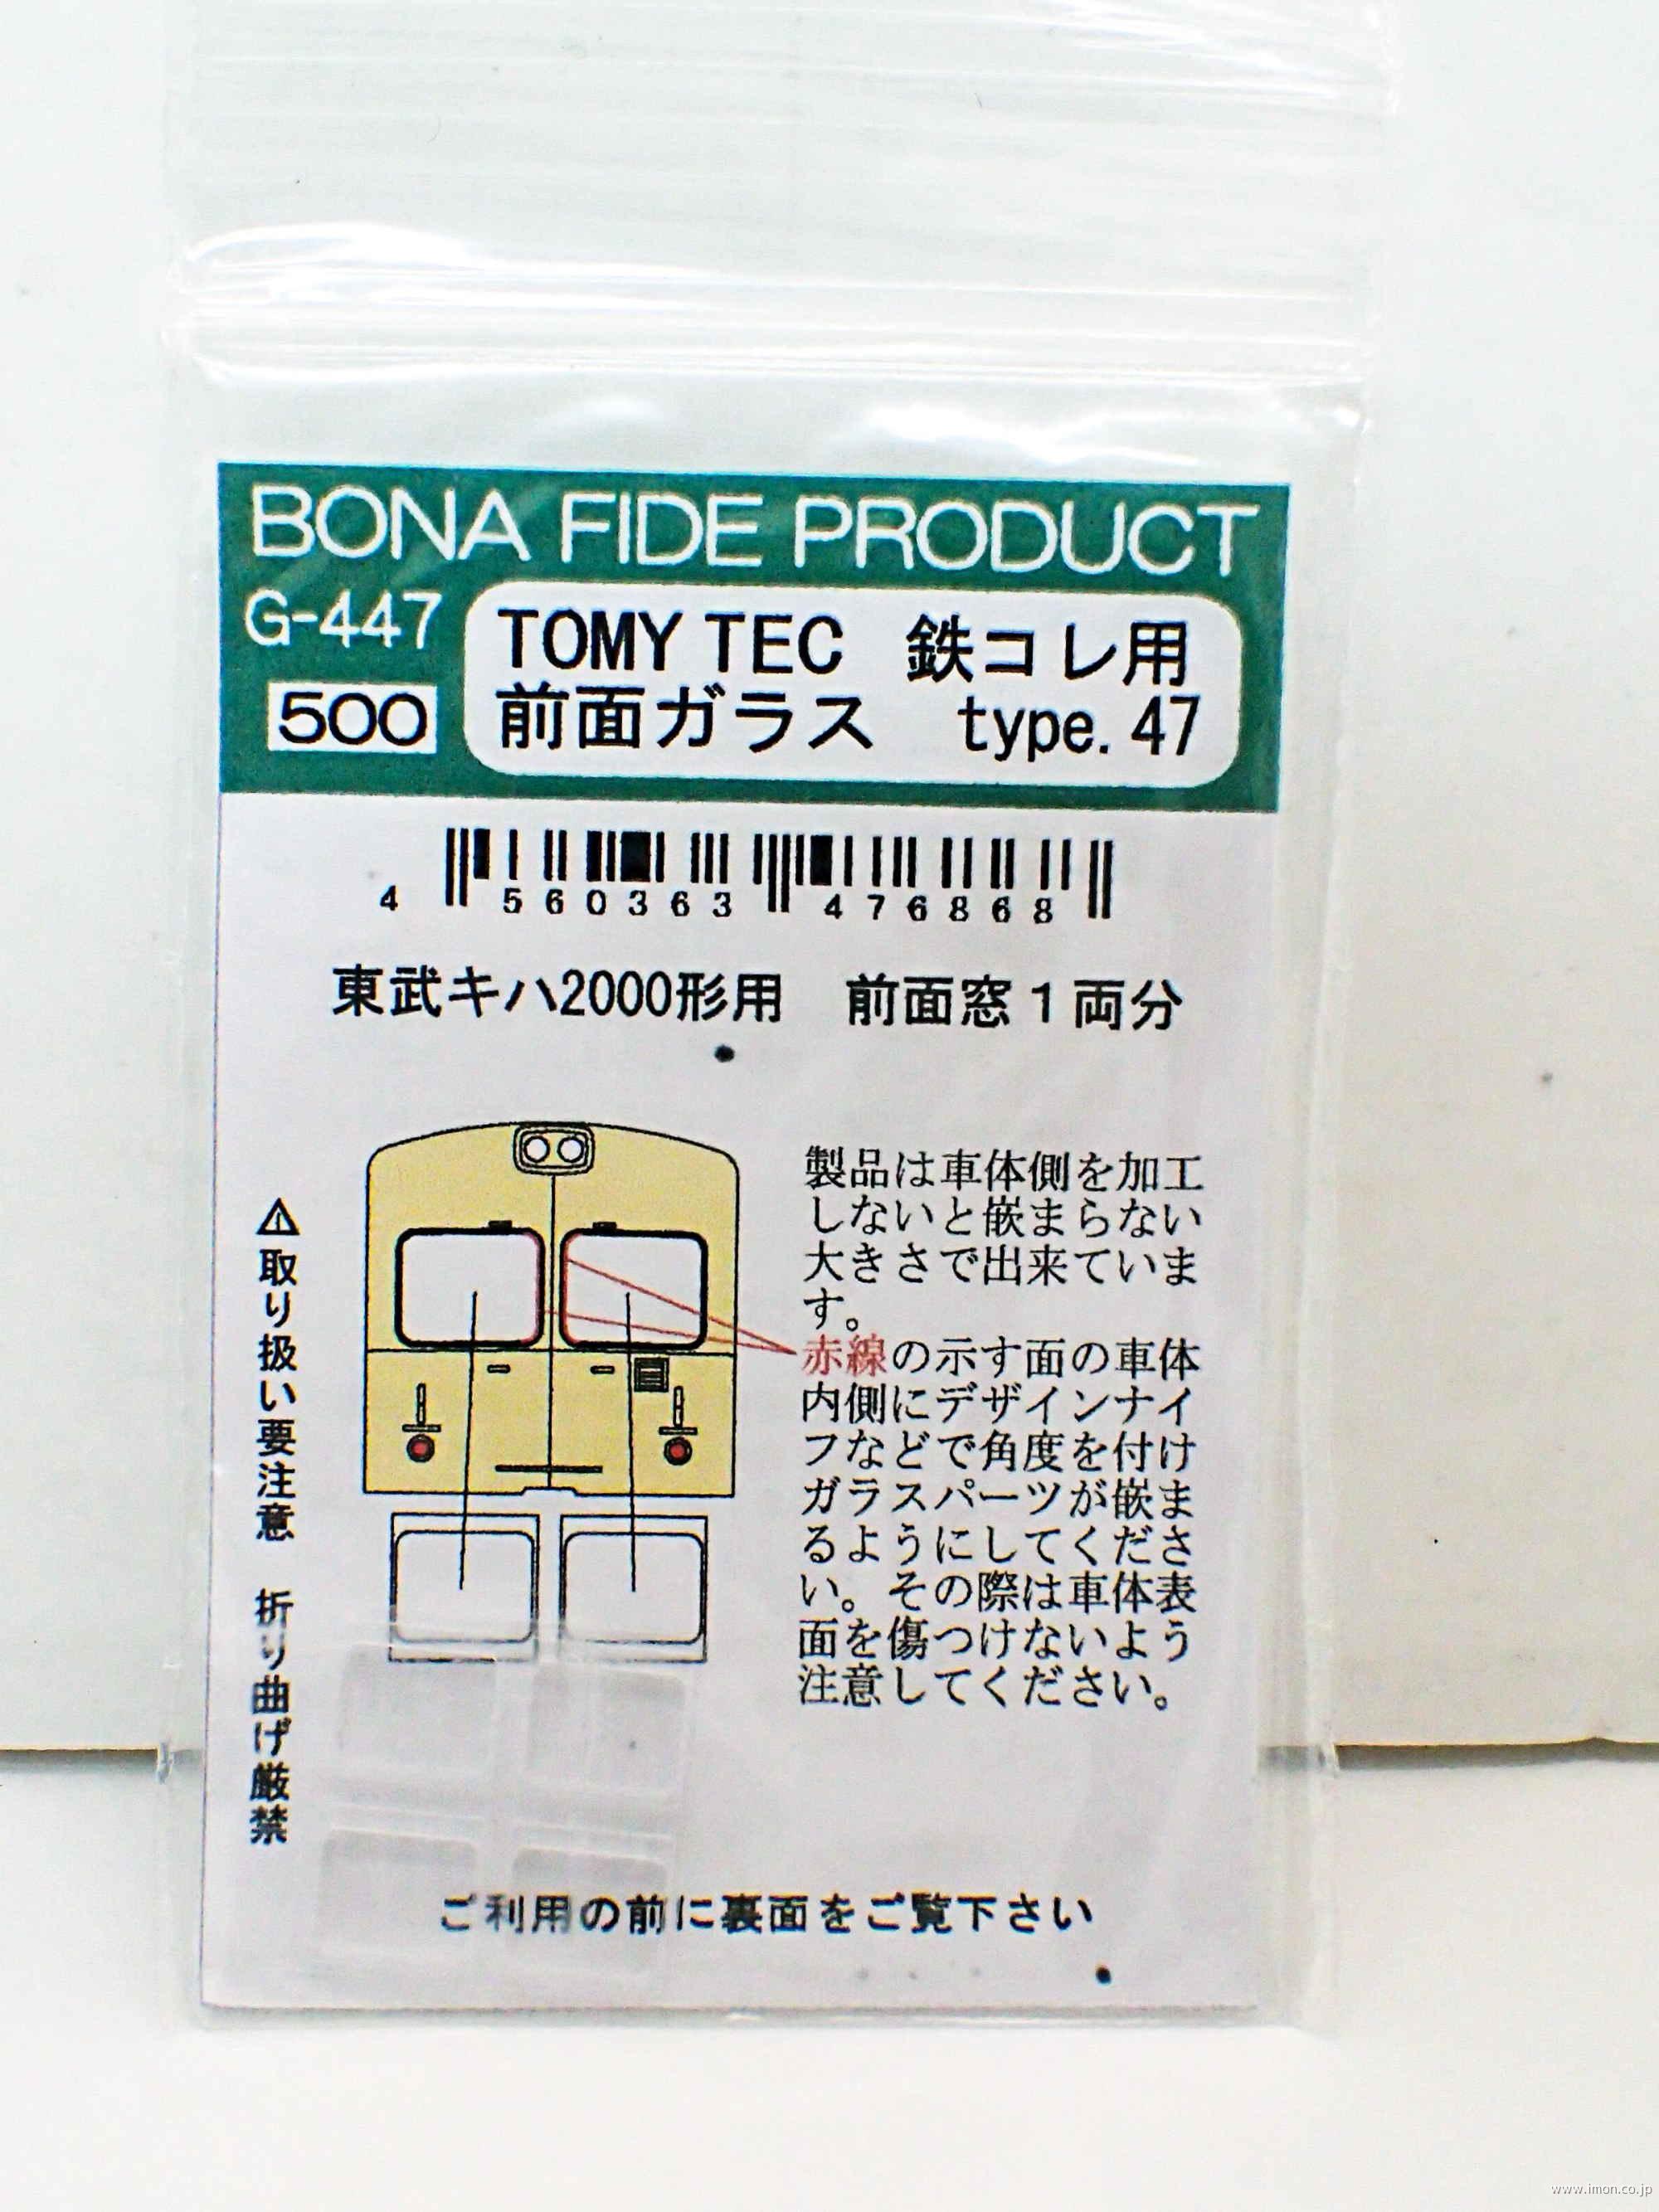 BONA FIDE PRODUCT
G-447
500
TOMY TEC 鉄コレ用
前面ガラス type.47
4 560363 476868
東武キハ2000形用 前面窓1両分
製品は車体側を加工
しないと嵌まらない
大きさで出来ていま
す。
赤線の示す面の車体
内側にデザインナイ
フなどで角度を付け
ガラスパーツが嵌ま
るようにしてくださ
い。その際は車体表
面を傷つけないよう
注意してください。
⚠取り扱い要注意 折り曲げ厳禁
ご利用の前に裏面をご覧下さい
www.imon.co.jp